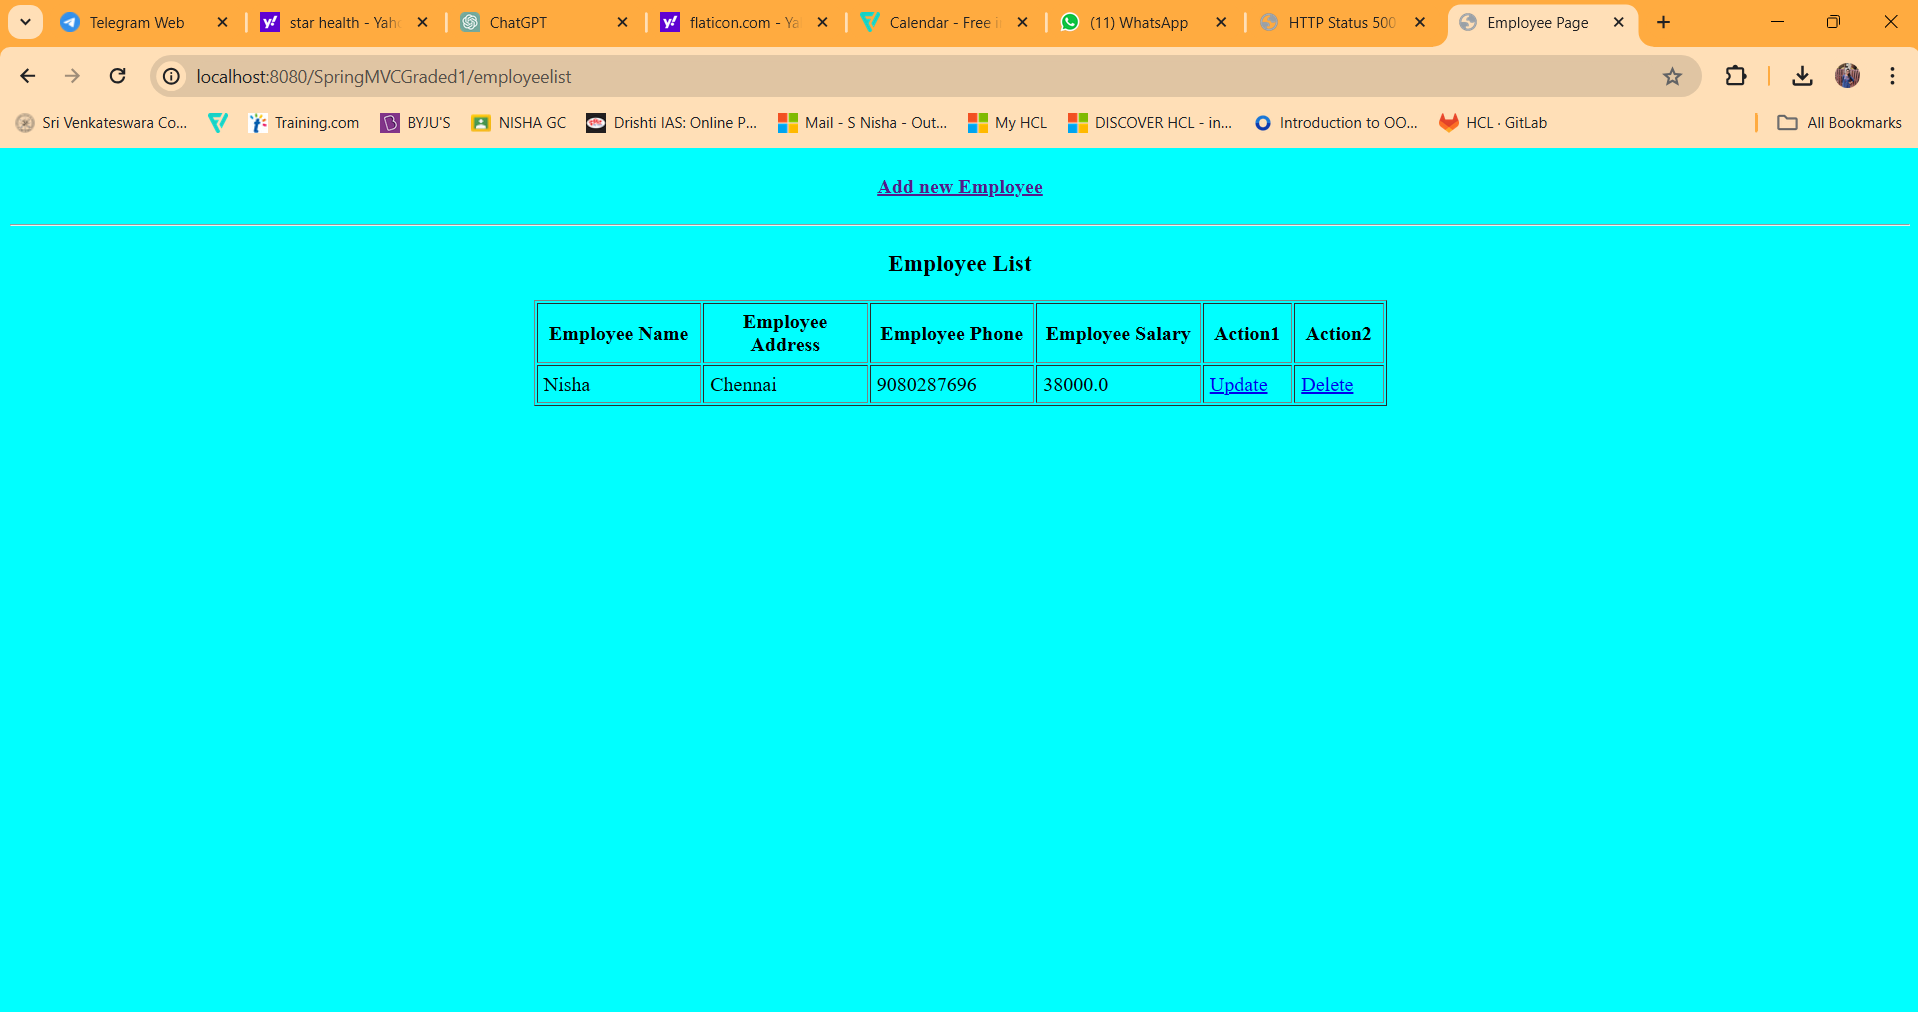 Telegram Web
star health - Yah
ChatGPT
flaticon.com - Ya
Calendar - Free i
(11) WhatsApp
HTTP Status 500
Employee Page
localhost:8080/SpringMVCGraded1/employeelist
Sri Venkateswara Co...
Training.com
BYJU'S
NISHA GC
Drishti IAS: Online P...
Mail - S Nisha - Out...
My HCL
DISCOVER HCL - in...
Introduction to OO...
HCL · GitLab
All Bookmarks
Add new Employee
Employee List
Employee Name
Employee
Address
Employee Phone
Employee Salary
Action1
Action2
Nisha
Chennai
9080287696
38000.0
Update
Delete